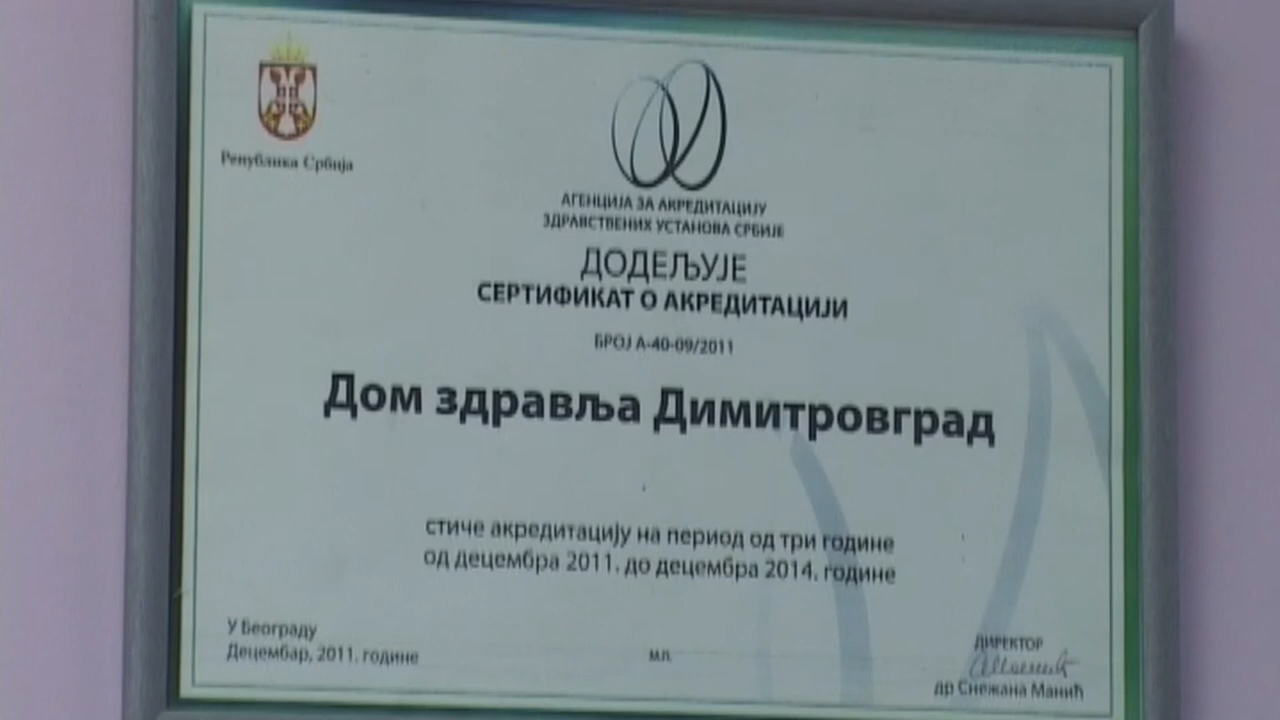 Република Србија
АГЕНЦИЈА ЗА АКРЕДИТАЦИЈУ
ЗДРАВСТВЕНИХ УСТАНОВА СРБИЈЕ
ДОДЕЉУЈЕ
СЕРТИФИКАТ О АКРЕДИТАЦИЈИ
БРОЈ А-40-09/2011
Дом здравља Димитровград
стиче акредитацију на период од три године
од децембра 2011. до децембра 2014. године
У Београду
Децембар, 2011. године
М.П.
ДИРЕКТОР
др Снежана Манић